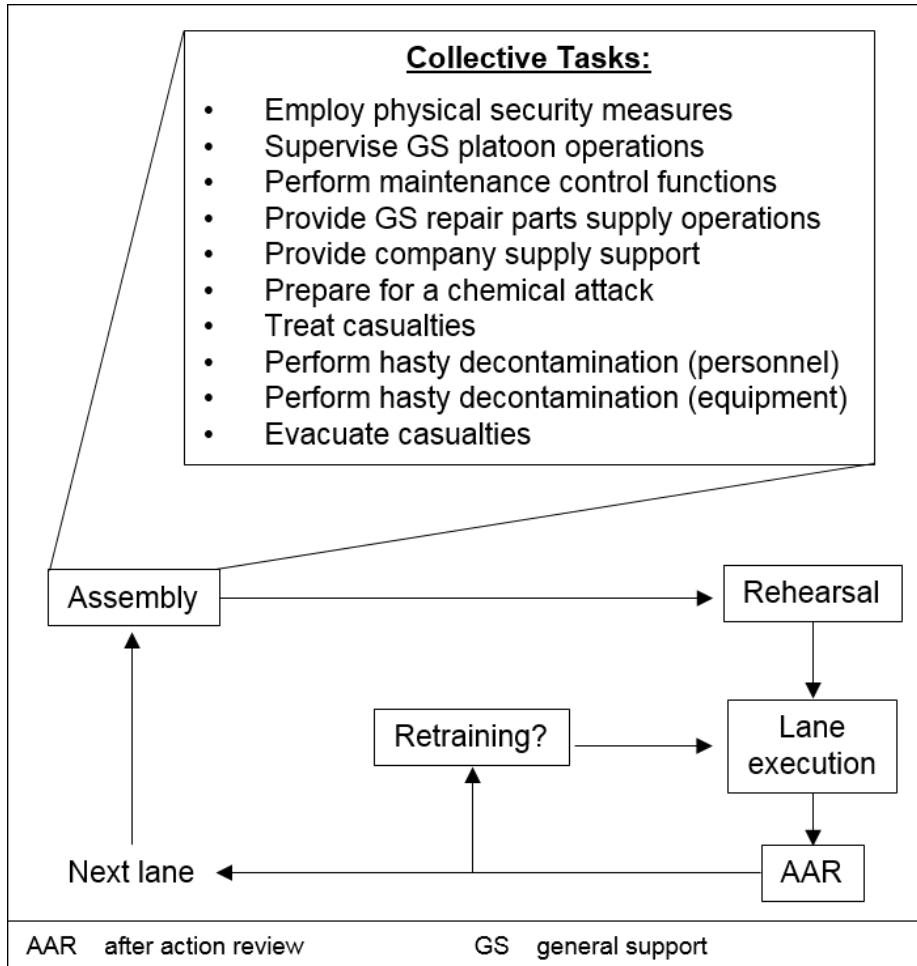 Collective Tasks:
• Employ physical security measures
• Supervise GS platoon operations
• Perform maintenance control functions
• Provide GS repair parts supply operations
• Provide company supply support
• Prepare for a chemical attack
• Treat casualties
• Perform hasty decontamination (personnel)
• Perform hasty decontamination (equipment)
• Evacuate casualties
Assembly
Rehearsal
Retraining?
Lane
execution
Next lane
AAR
AAR after action review GS general support